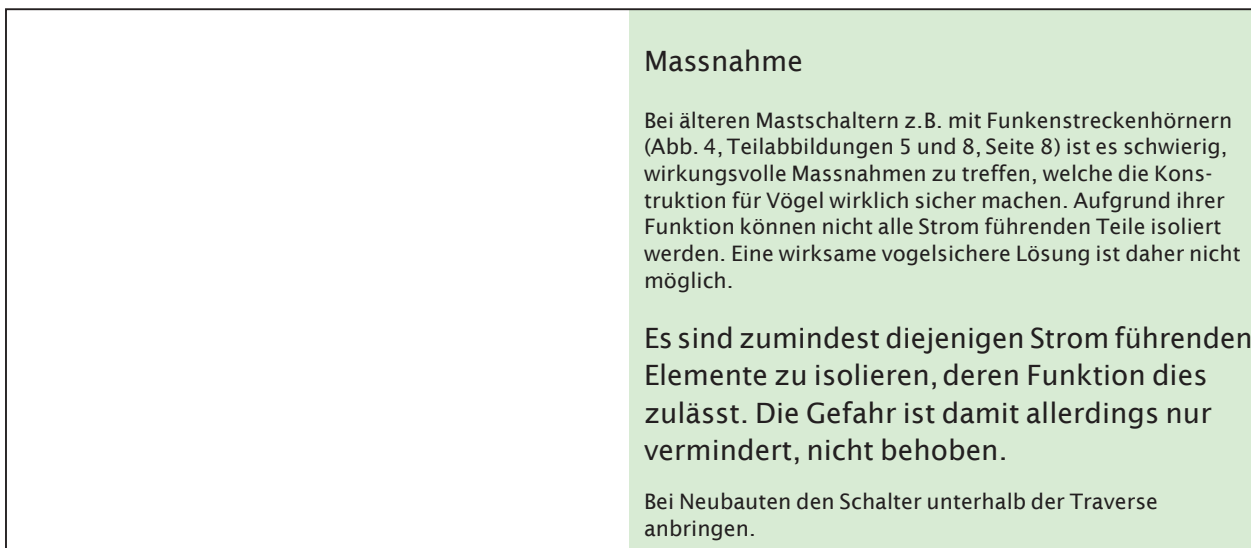 Massnahme
Bei älteren Mastschaltern z.B. mit Funkenstreckenhörnern
(Abb. 4, Teilabbildungen 5 und 8, Seite 8) ist es schwierig,
wirkungsvolle Massnahmen zu treffen, welche die Kons-
truktion für Vögel wirklich sicher machen. Aufgrund ihrer
Funktion können nicht alle Strom führenden Teile isoliert
werden. Eine wirksame vogelsichere Lösung ist daher nicht
möglich.
Es sind zumindest diejenigen Strom führenden
Elemente zu isolieren, deren Funktion dies
zulässt. Die Gefahr ist damit allerdings nur
vermindert, nicht behoben.
Bei Neubauten den Schalter unterhalb der Traverse
anbringen.